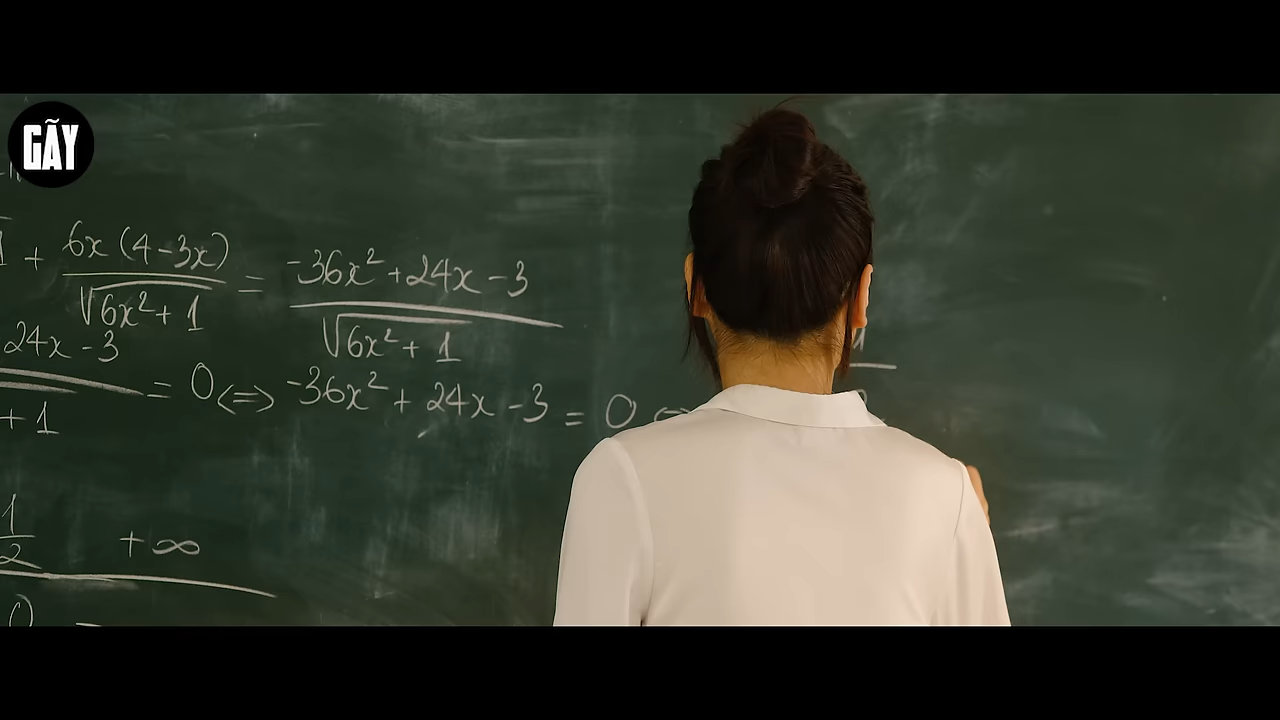 GÃY
+ 6x(4-3x) / √6x²+1 = -36x²+24x-3 / √6x²+1
24x-3 / +1 = 0 <=> -36x²+24x-3 = 0 <=>
1/2 +∞
0 -